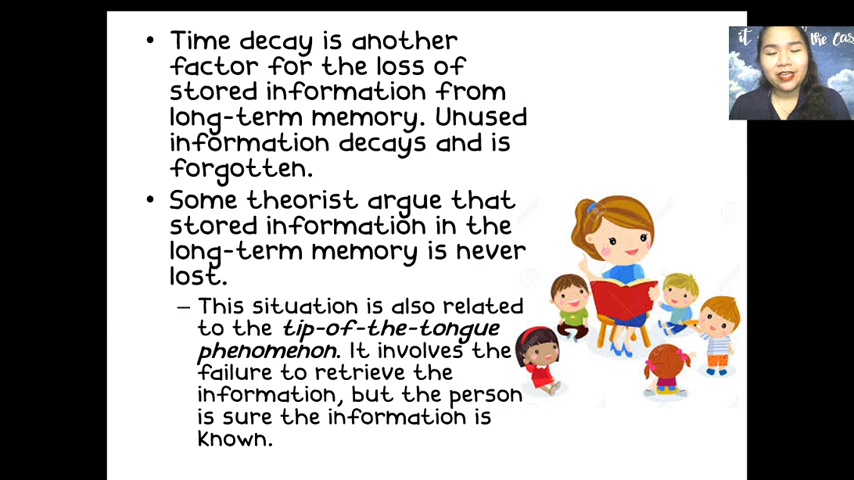 • Time decay is another
factor for the loss of
stored information from
long-term memory. Unused
information decays and is
forgotten.
• Some theorist argue that
stored information in the
long-term memory is never
lost.
– This situation is also related
to the tip-of-the-tongue
phenomenon. It involves the
failure to retrieve the
information, but the person
is sure the information is
known.
it the